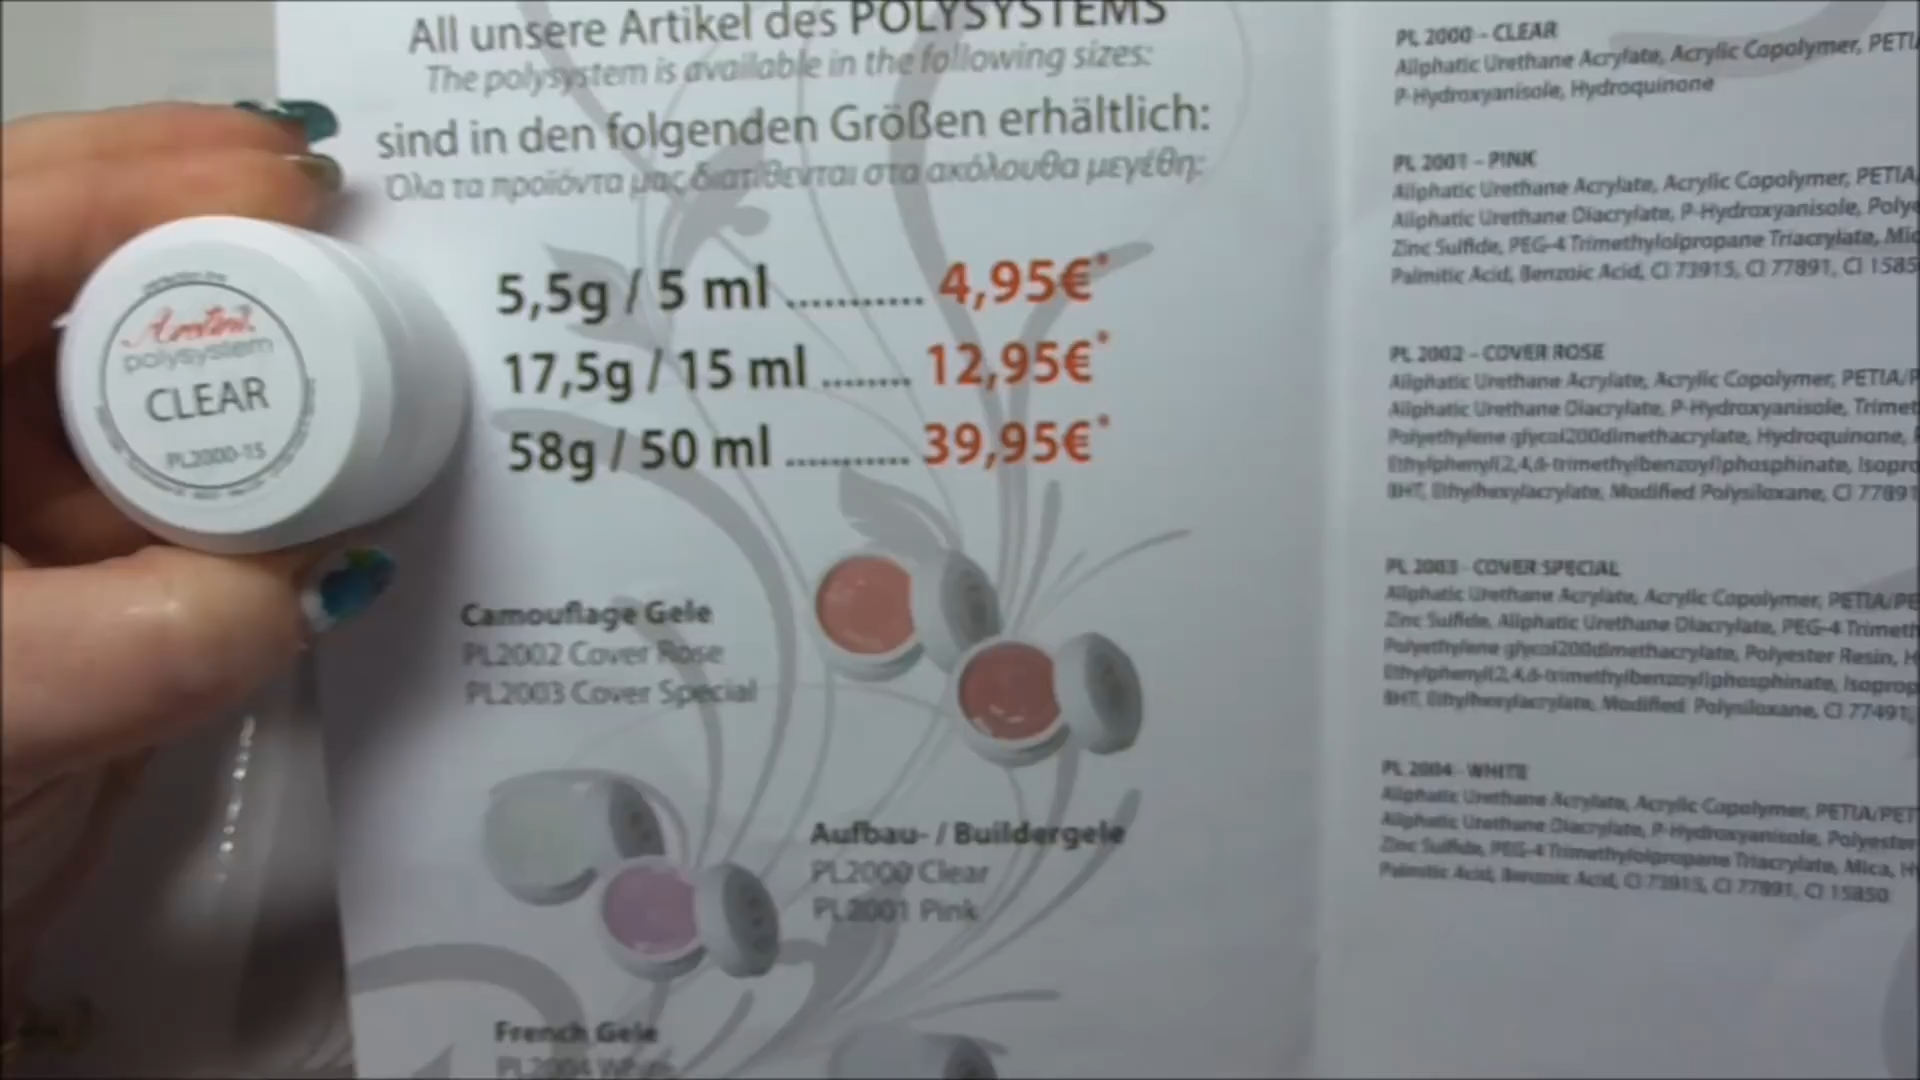 polysystem
CLEAR
PL2000-15
All unsere Artikel des POLYSYSTEMS
The polysystem is available in the following sizes:
sind in den folgenden Größen erhältlich:
Όλα τα προϊόντα μας διατίθενται στα ακόλουθα μεγέθη:
5,5g / 5 ml ........... 4,95€*
17,5g / 15 ml ........ 12,95€*
58g / 50 ml ........... 39,95€*
Camouflage Gele
PL2002 Cover Rose
PL2003 Cover Special
Aufbau- / Buildergele
PL2000 Clear
PL2001 Pink
French Gele
PL2004 White
PL 2000 - CLEAR
Aliphatic Urethane Acrylate, Acrylic Copolymer,
P-Hydroxyanisole, Hydroquinone
PL 2001 - PINK
Aliphatic Urethane Acrylate, Acrylic Copolymer, PETIA
Aliphatic Urethane Diacrylate, P-Hydroxyanisole,
Zinc Sulfide, PEG-4 Trimethylolpropane Triacrylate,
Palmitic Acid, Benzoic Acid, CI 73915, CI 77891, CI 1585
PL 2002 - COVER ROSE
Aliphatic Urethane Acrylate, Acrylic Copolymer, PETIA/P
Aliphatic Urethane Diacrylate, P-Hydroxyanisole,
Polyethylene glycol200dimethacrylate, Hydroquinone,
Ethylphenyl(2,4,6-trimethylbenzoyl)phosphinate,
BHT, Ethylhexylacrylate, Modified Polysiloxane, CI 77891
PL 2003 - COVER SPECIAL
Aliphatic Urethane Acrylate, Acrylic Copolymer, PETIA/PE
Zinc Sulfide, Aliphatic Urethane Diacrylate, PEG-4
Polyethylene glycol200dimethacrylate, Polyester Resin,
Ethylphenyl(2,4,6-trimethylbenzoyl)phosphinate,
BHT, Ethylhexylacrylate, Modified Polysiloxane, CI 77491,
PL 2004 - WHITE
Aliphatic Urethane Acrylate, Acrylic Copolymer, PETIA/PET
Aliphatic Urethane Diacrylate, P-Hydroxyanisole, Polyester
Zinc Sulfide, PEG-4 Trimethylolpropane Triacrylate, Mica,
Palmitic Acid, Benzoic Acid, CI 73915, CI 77891, CI 15850